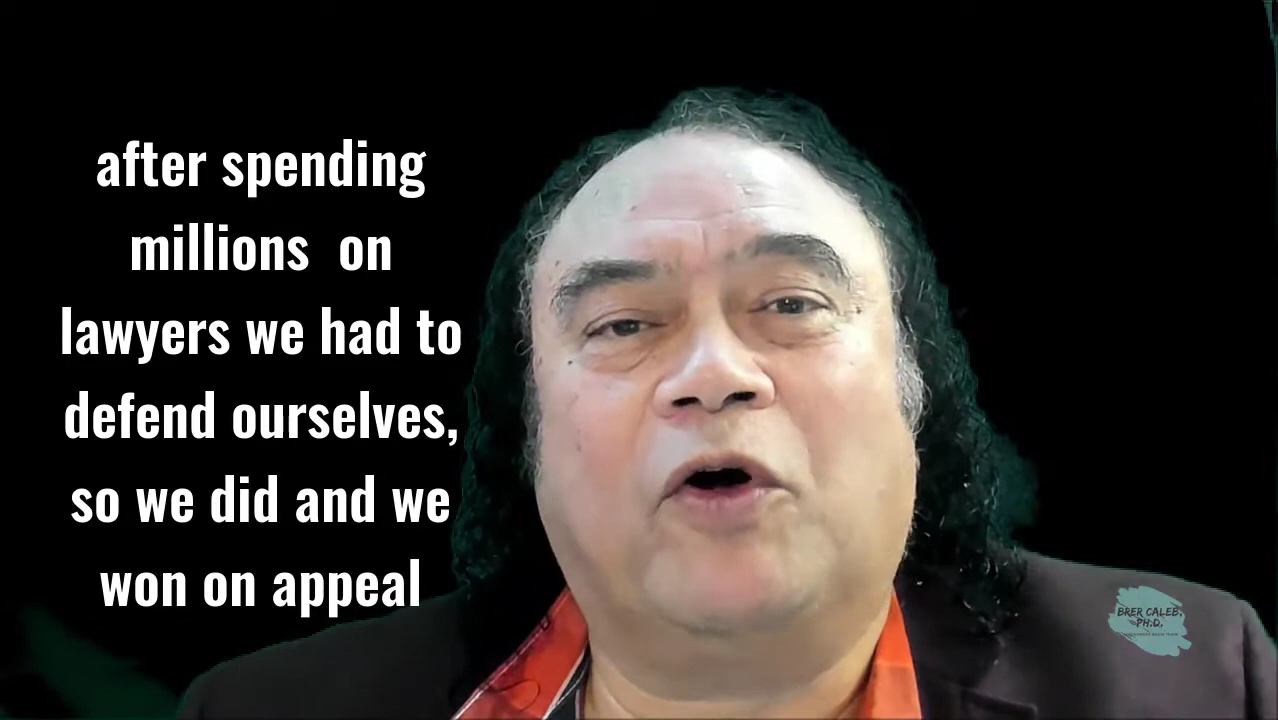 after spending
millions  on
lawyers we had to
defend ourselves,
so we did and we
won on appeal
BRER CALEB,
PH.D.